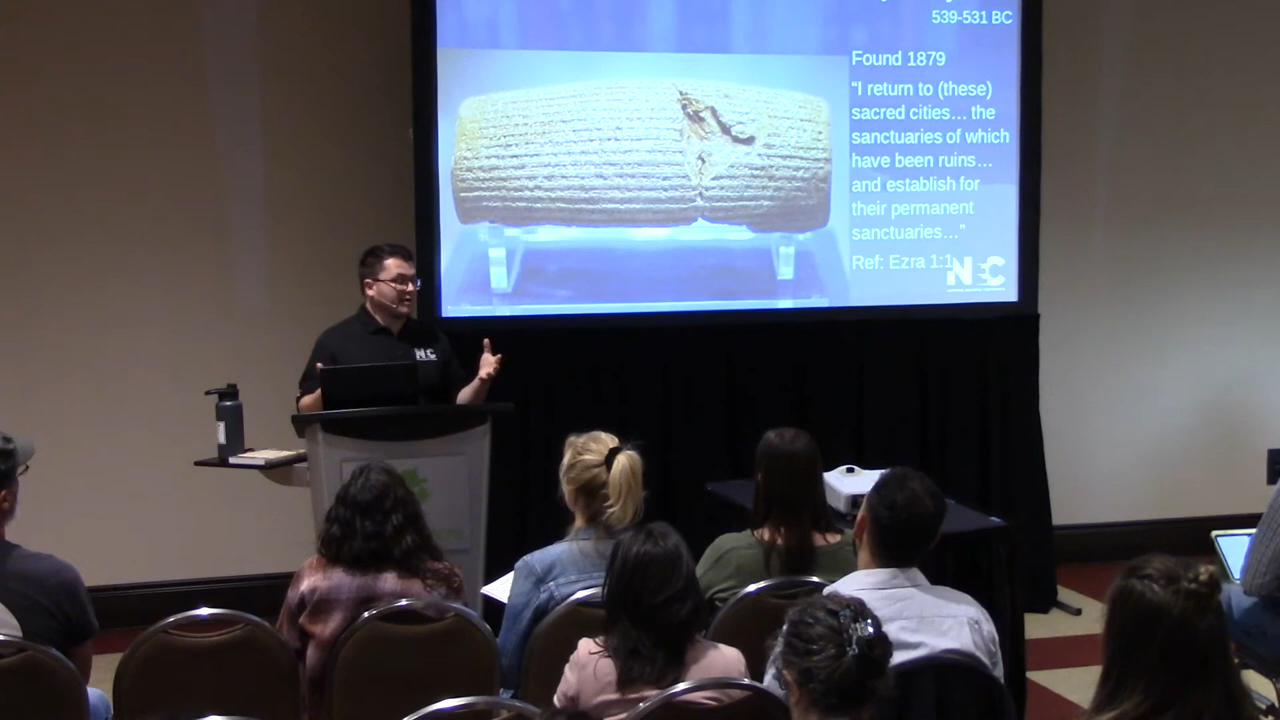 539-531 BC
Found 1879
“I return to (these)
sacred cities… the
sanctuaries of which
have been ruins…
and establish for
their permanent
sanctuaries…”
Ref: Ezra 1:1